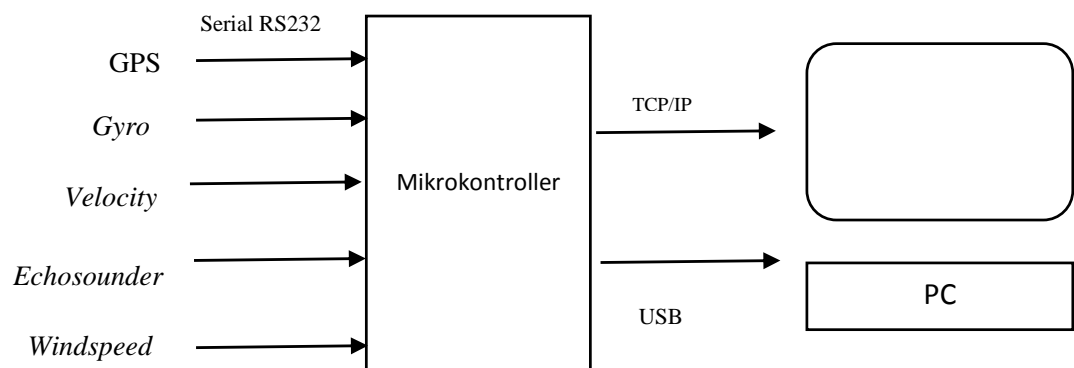 Serial RS232
GPS
Gyro
Velocity
Echosounder
Windspeed
Mikrokontroller
TCP/IP
USB
PC